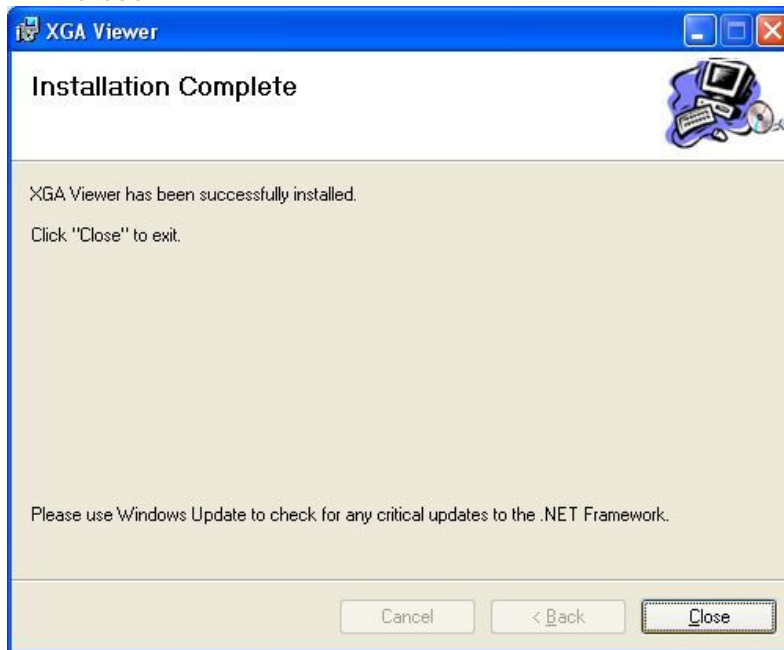 XGA Viewer
Installation Complete
XGA Viewer has been successfully installed.
Click "Close" to exit.
Please use Windows Update to check for any critical updates to the .NET Framework.
Cancel
< Back
Close